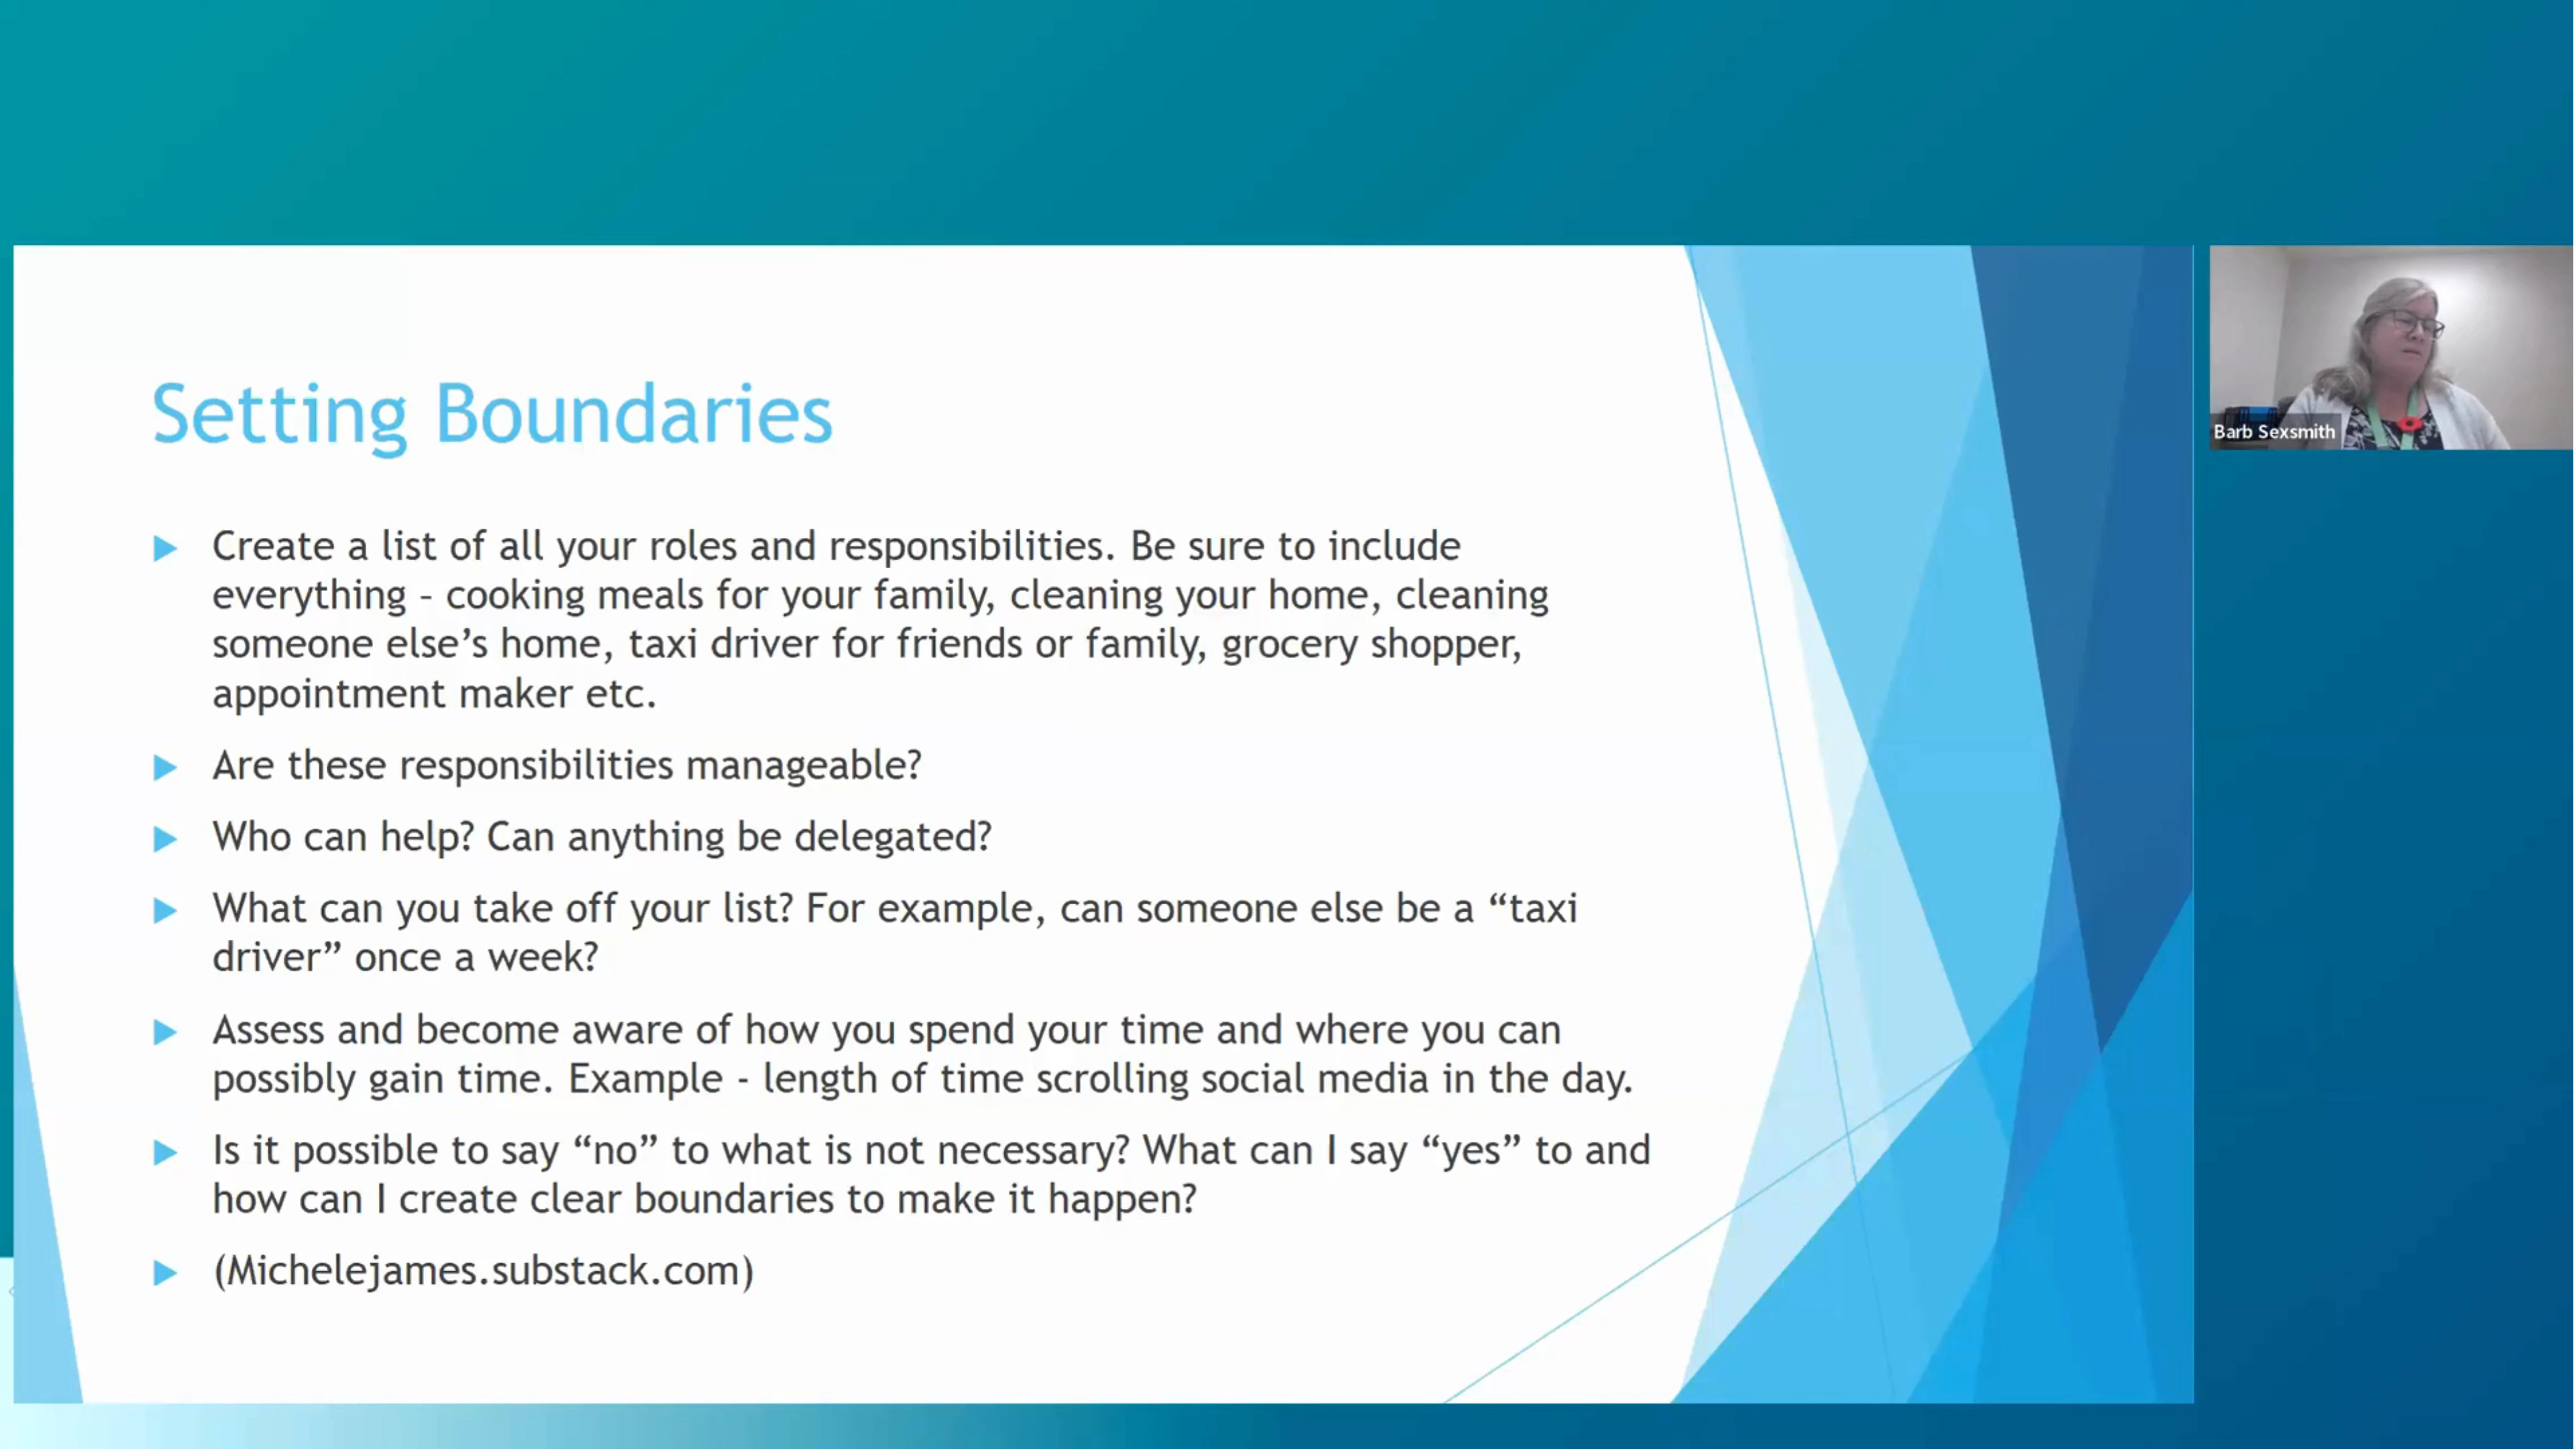 Setting Boundaries
Create a list of all your roles and responsibilities. Be sure to include
everything – cooking meals for your family, cleaning your home, cleaning
someone else’s home, taxi driver for friends or family, grocery shopper,
appointment maker etc.
Are these responsibilities manageable?
Who can help? Can anything be delegated?
What can you take off your list? For example, can someone else be a “taxi
driver” once a week?
Assess and become aware of how you spend your time and where you can
possibly gain time. Example - length of time scrolling social media in the day.
Is it possible to say “no” to what is not necessary? What can I say “yes” to and
how can I create clear boundaries to make it happen?
(Michelejames.substack.com)
Barb Sexsmith